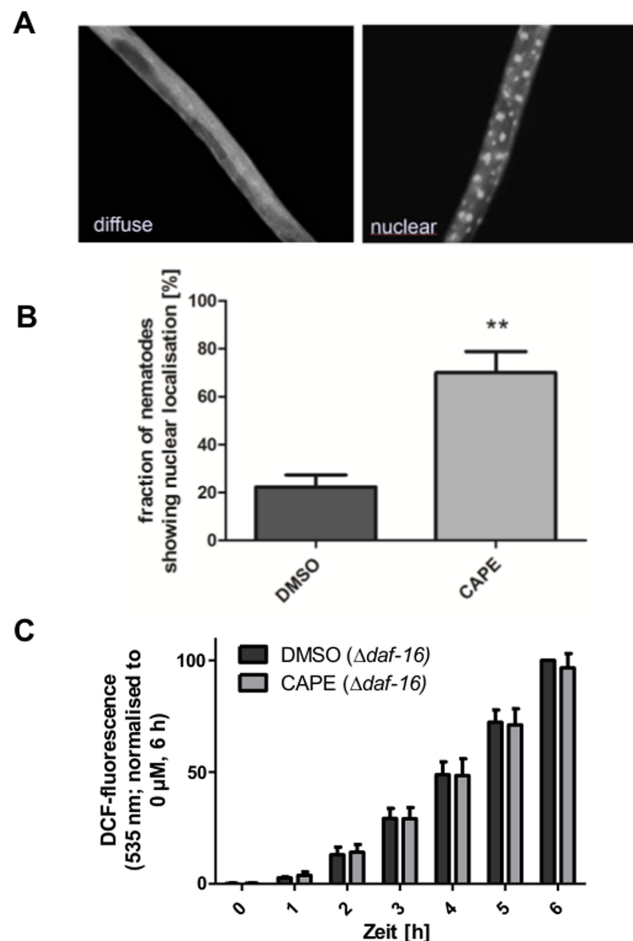 A
diffuse
nuclear
B
fraction of nematodes
showing nuclear localisation [%]
100
80
60
40
20
0
**
DMSO
CAPE
C
DCF-fluorescence
(535 nm; normalised to
0 µM, 6 h)
100
50
0
DMSO (Δdaf-16)
CAPE (Δdaf-16)
0
1
2
3
4
5
6
Zeit [h]